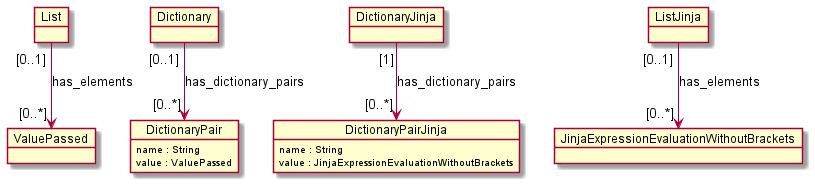 List
Dictionary
DictionaryJinja
ListJinja
[0..1]
[0..1]
[1]
[0..1]
has_elements
has_dictionary_pairs
has_dictionary_pairs
has_elements
[0..*]
[0..*]
[0..*]
[0..*]
ValuePassed
DictionaryPair
name : String
value : ValuePassed
DictionaryPairJinja
name : String
value : JinjaExpressionEvaluationWithoutBrackets
JinjaExpressionEvaluationWithoutBrackets